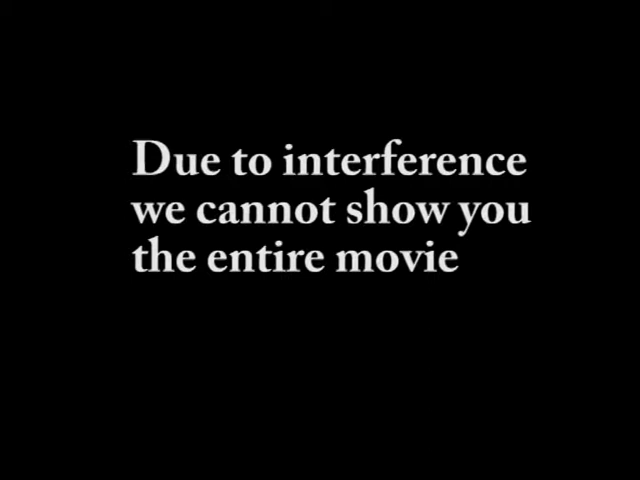 Due to interference
we cannot show you
the entire movie